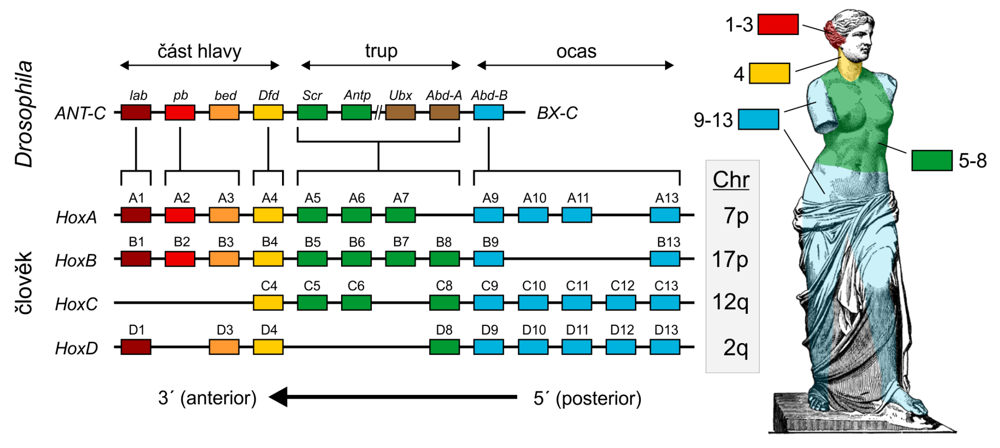 část hlavy trup ocas
Drosophila
lab pb bed Dfd Scr Antp Ubx Abd-A Abd-B
ANT-C // BX-C
člověk
A1 A2 A3 A4 A5 A6 A7 A9 A10 A11 A13
HoxA
B1 B2 B3 B4 B5 B6 B7 B8 B9 B13
HoxB
C4 C5 C6 C8 C9 C10 C11 C12 C13
HoxC
D1 D3 D4 D8 D9 D10 D11 D12 D13
HoxD
3´ (anterior) 5´ (posterior)
Chr
7p
17p
12q
2q
1-3
4
9-13
5-8